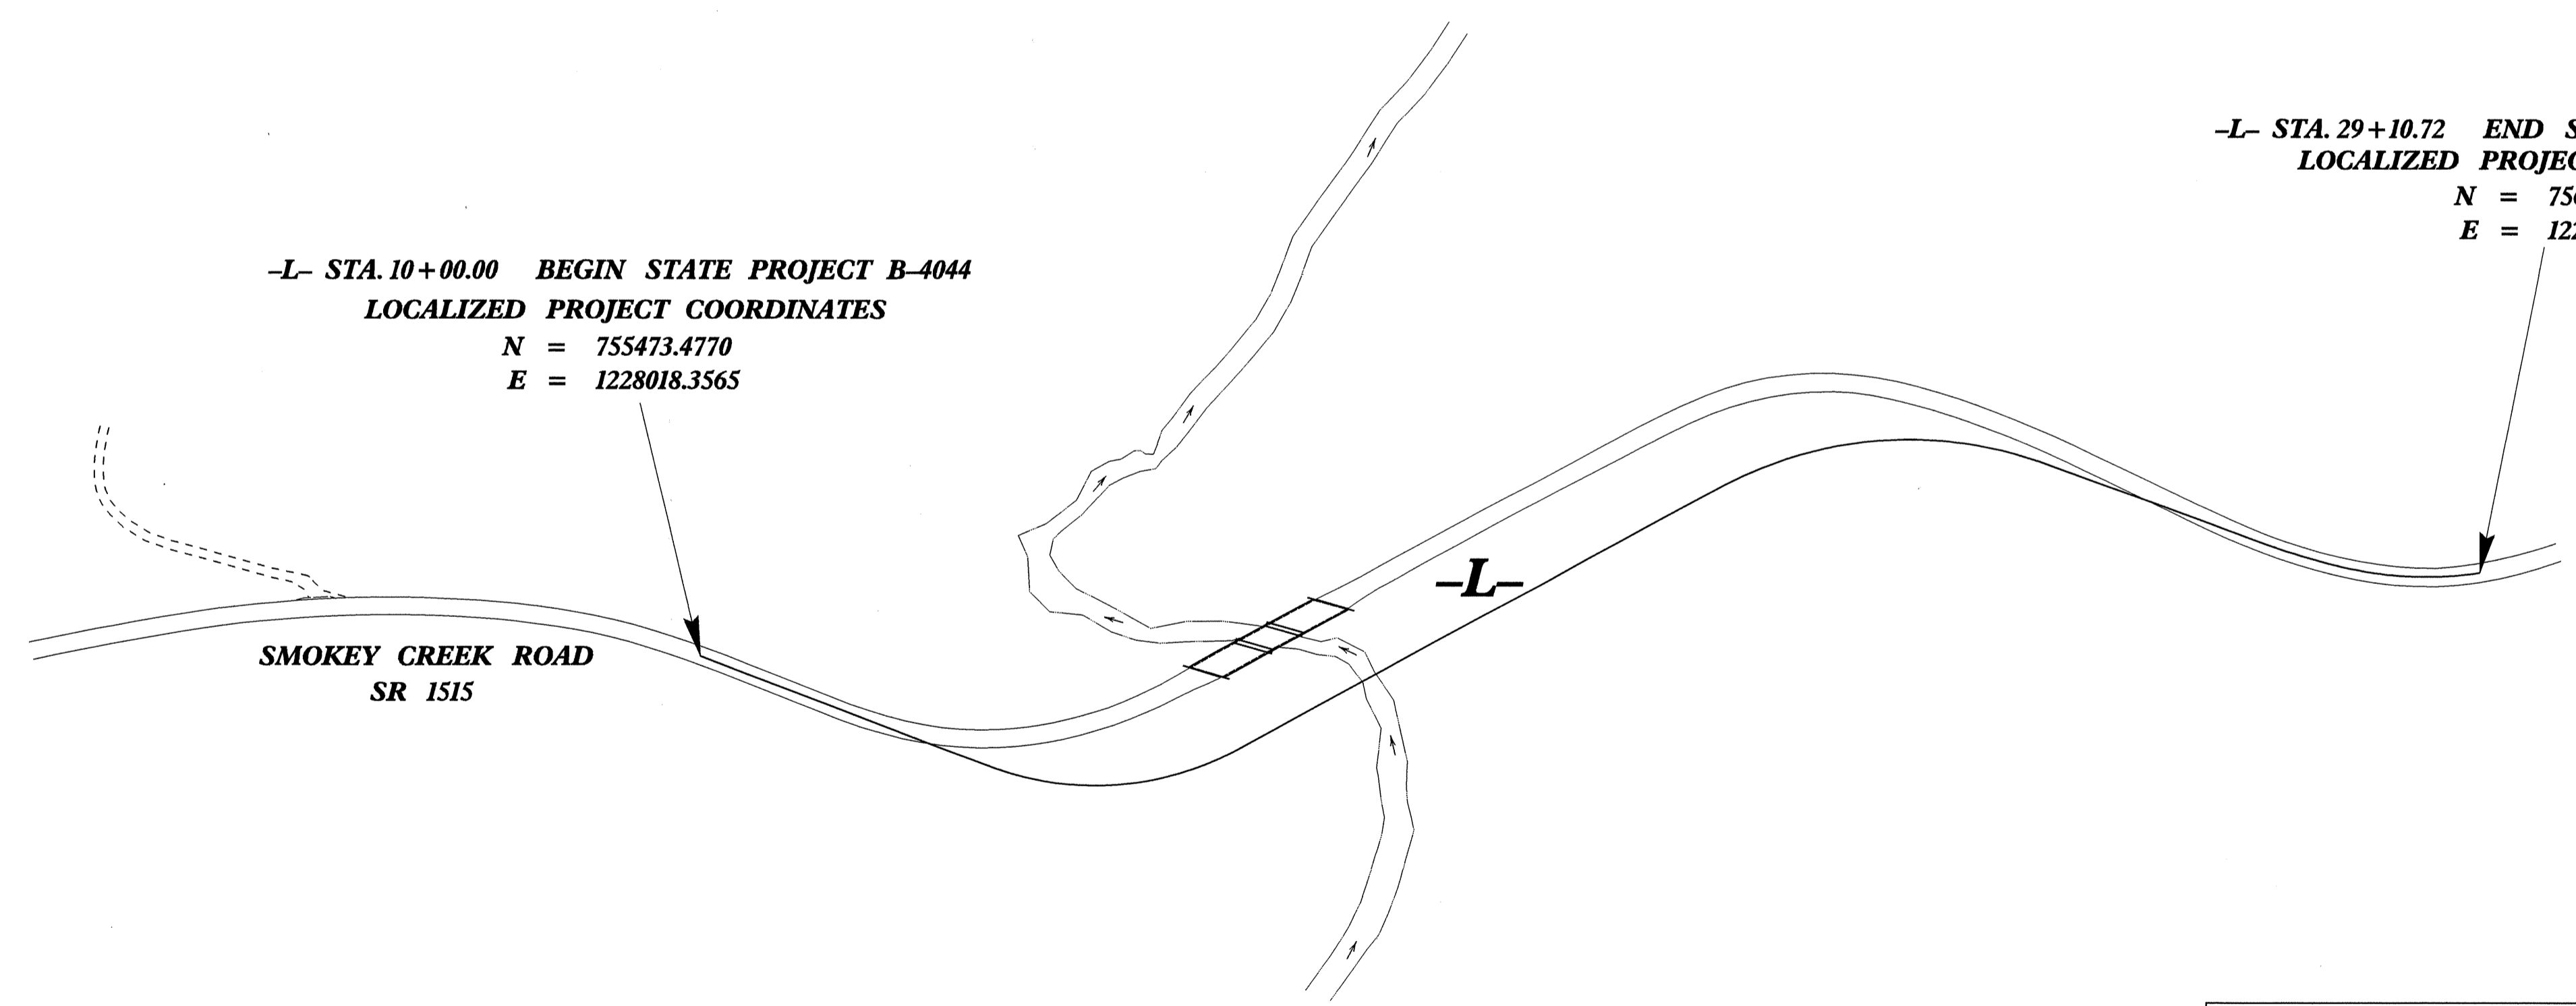 –L– STA. 29+10.72 END
LOCALIZED
N =
E =
–L– STA. 10+00.00 BEGIN STATE PROJECT B–4044
LOCALIZED PROJECT COORDINATES
N = 755473.4770
E = 1228018.3565
–L–
SMOKEY CREEK ROAD
SR 1515